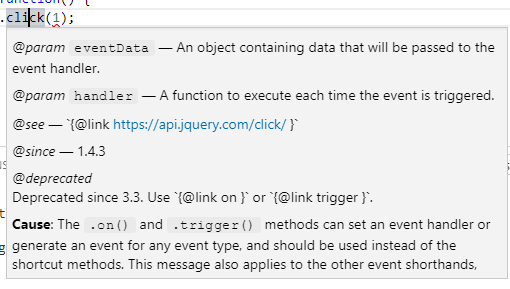 function() {
.click(1);
@param eventData — An object containing data that will be passed to the
event handler.
@param handler — A function to execute each time the event is triggered.
@see — `{@link https://api.jquery.com/click/ }`
@since — 1.4.3
@deprecated
Deprecated since 3.3. Use `{@link on }` or `{@link trigger }`.
Cause: The .on() and .trigger() methods can set an event handler or
generate an event for any event type, and should be used instead of the
shortcut methods. This message also applies to the other event shorthands,